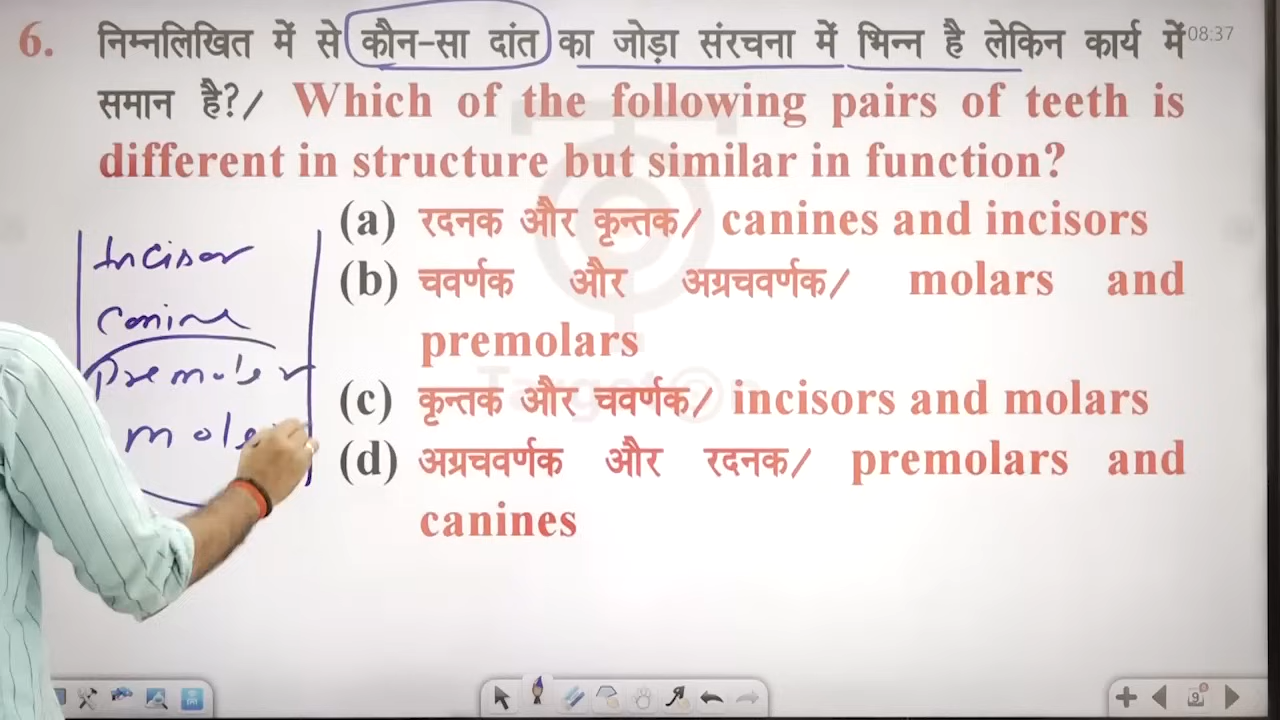 6. निम्नलिखित में से कौन-सा दांत का जोड़ा संरचना में भिन्न है लेकिन कार्य में
08:37
समान है?/ Which of the following pairs of teeth is
different in structure but similar in function?
(a) रदनक और कृन्तक/ canines and incisors
(b) चवर्णक और अग्रचवर्णक/ molars and
premolars
(c) कृन्तक और चवर्णक/ incisors and molars
(d) अग्रचवर्णक और रदनक/ premolars and
canines
Incisor
Canine
Premoler
9